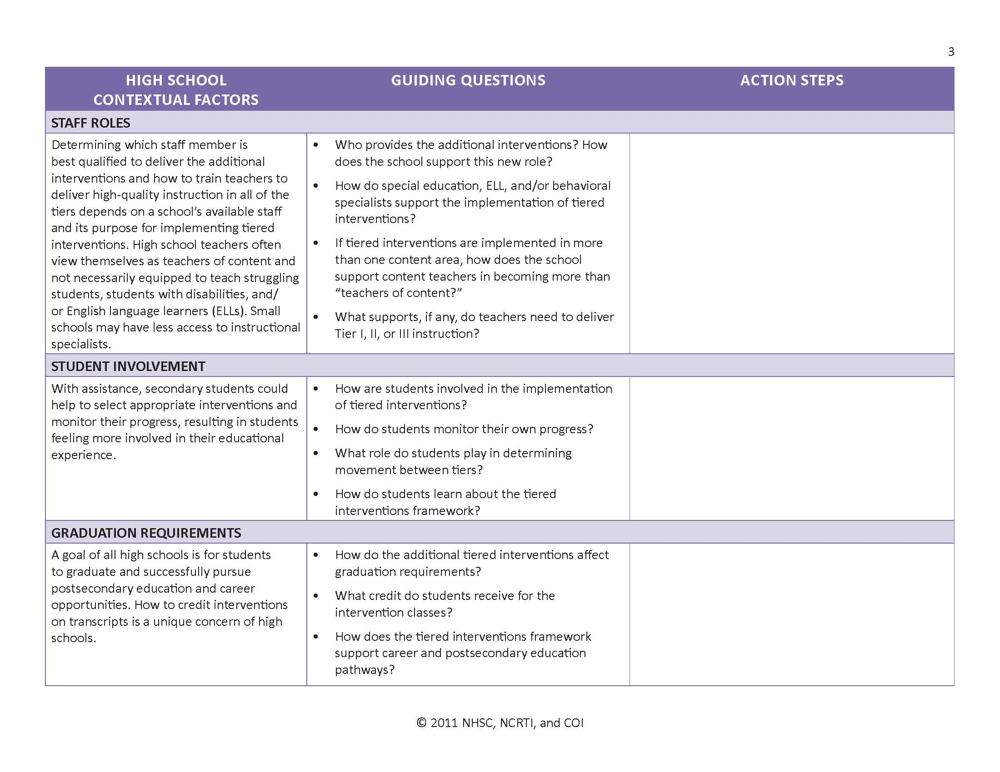 3
HIGH SCHOOL
CONTEXTUAL FACTORS
GUIDING QUESTIONS
ACTION STEPS
STAFF ROLES
Determining which staff member is
best qualified to deliver the additional
interventions and how to train teachers to
deliver high-quality instruction in all of the
tiers depends on a school’s available staff
and its purpose for implementing tiered
interventions. High school teachers often
view themselves as teachers of content and
not necessarily equipped to teach struggling
students, students with disabilities, and/
or English language learners (ELLs). Small
schools may have less access to instructional
specialists.
• Who provides the additional interventions? How
does the school support this new role?
• How do special education, ELL, and/or behavioral
specialists support the implementation of tiered
interventions?
• If tiered interventions are implemented in more
than one content area, how does the school
support content teachers in becoming more than
“teachers of content?”
• What supports, if any, do teachers need to deliver
Tier I, II, or III instruction?
STUDENT INVOLVEMENT
With assistance, secondary students could
help to select appropriate interventions and
monitor their progress, resulting in students
feeling more involved in their educational
experience.
• How are students involved in the implementation
of tiered interventions?
• How do students monitor their own progress?
• What role do students play in determining
movement between tiers?
• How do students learn about the tiered
interventions framework?
GRADUATION REQUIREMENTS
A goal of all high schools is for students
to graduate and successfully pursue
postsecondary education and career
opportunities. How to credit interventions
on transcripts is a unique concern of high
schools.
• How do the additional tiered interventions affect
graduation requirements?
• What credit do students receive for the
intervention classes?
• How does the tiered interventions framework
support career and postsecondary education
pathways?
© 2011 NHSC, NCRTI, and COI